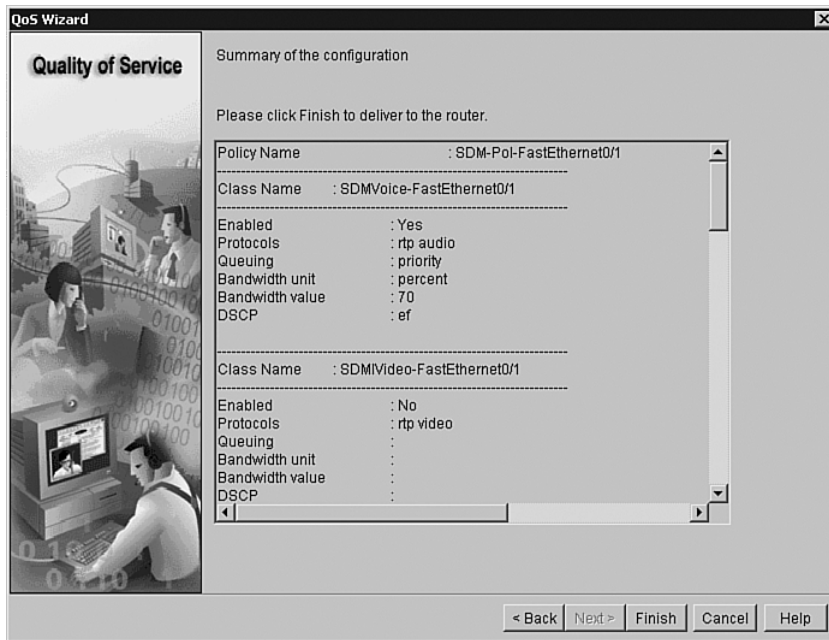 QoS Wizard
Quality of Service
Summary of the configuration
Please click Finish to deliver to the router.
Policy Name : SDM-Pol-FastEthernet0/1
------------------------------------------------------------------------
Class Name : SDMVoice-FastEthernet0/1
------------------------------------------------------------------------
Enabled : Yes
Protocols : rtp audio
Queuing : priority
Bandwidth unit : percent
Bandwidth value : 70
DSCP : ef
------------------------------------------------------------------------
Class Name : SDMIVideo-FastEthernet0/1
------------------------------------------------------------------------
Enabled : No
Protocols : rtp video
Queuing :
Bandwidth unit :
Bandwidth value :
DSCP :
< Back Next > Finish Cancel Help